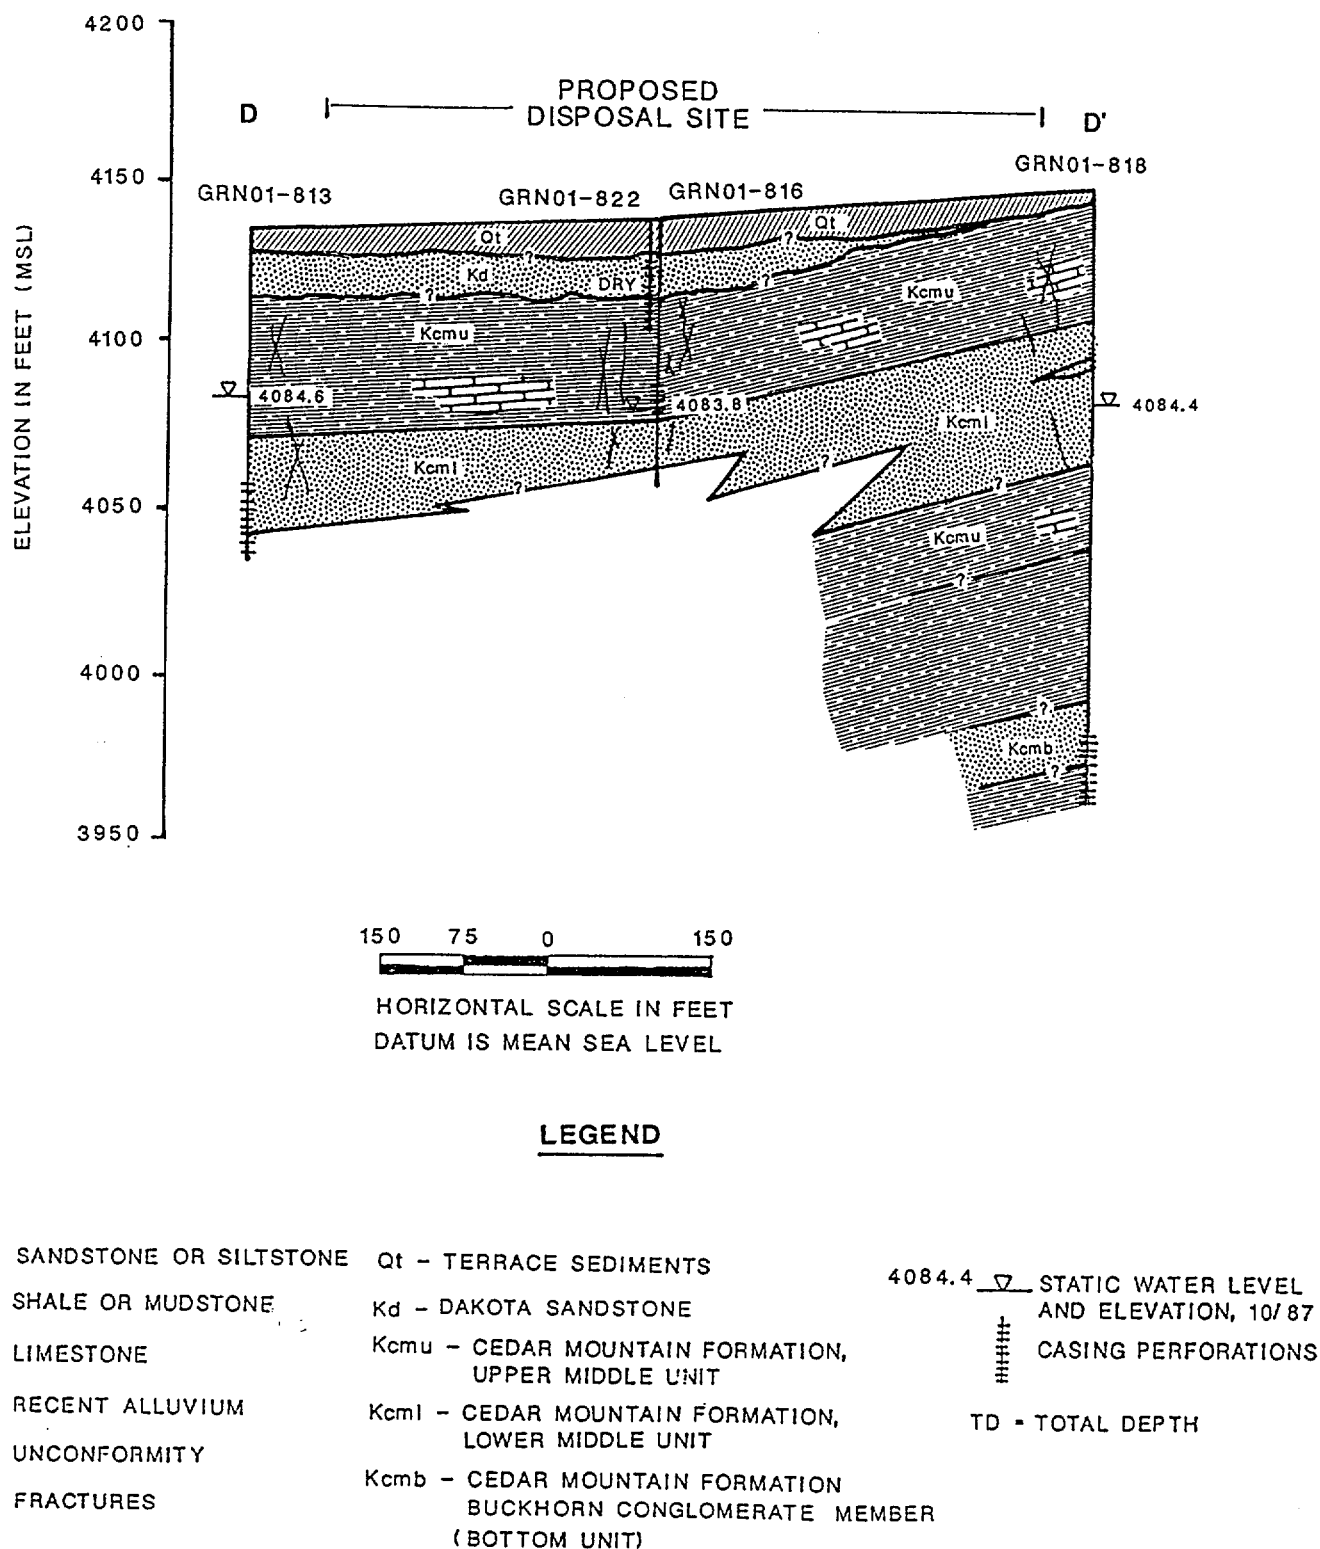 4200
PROPOSED
DISPOSAL SITE
D
D'
4150
GRN01-818
GRN01-813
GRN01-822
GRN01-816
Qt
?
Qt
?
Kd
DRY
?
?
Kcmu
Kcmu
4100
4084.6
4083.8
4084.4
Kcml
Kcml
?
?
?
4050
Kcmu
?
4000
?
Kcmb
?
3950
ELEVATION IN FEET (MSL)
150 75 0 150
HORIZONTAL SCALE IN FEET
DATUM IS MEAN SEA LEVEL
LEGEND
SANDSTONE OR SILTSTONE
SHALE OR MUDSTONE
LIMESTONE
RECENT ALLUVIUM
UNCONFORMITY
FRACTURES
Qt - TERRACE SEDIMENTS
Kd - DAKOTA SANDSTONE
Kcmu - CEDAR MOUNTAIN FORMATION,
UPPER MIDDLE UNIT
Kcml - CEDAR MOUNTAIN FORMATION,
LOWER MIDDLE UNIT
Kcmb - CEDAR MOUNTAIN FORMATION
BUCKHORN CONGLOMERATE MEMBER
(BOTTOM UNIT)
4084.4 STATIC WATER LEVEL
AND ELEVATION, 10/87
CASING PERFORATIONS
TD - TOTAL DEPTH